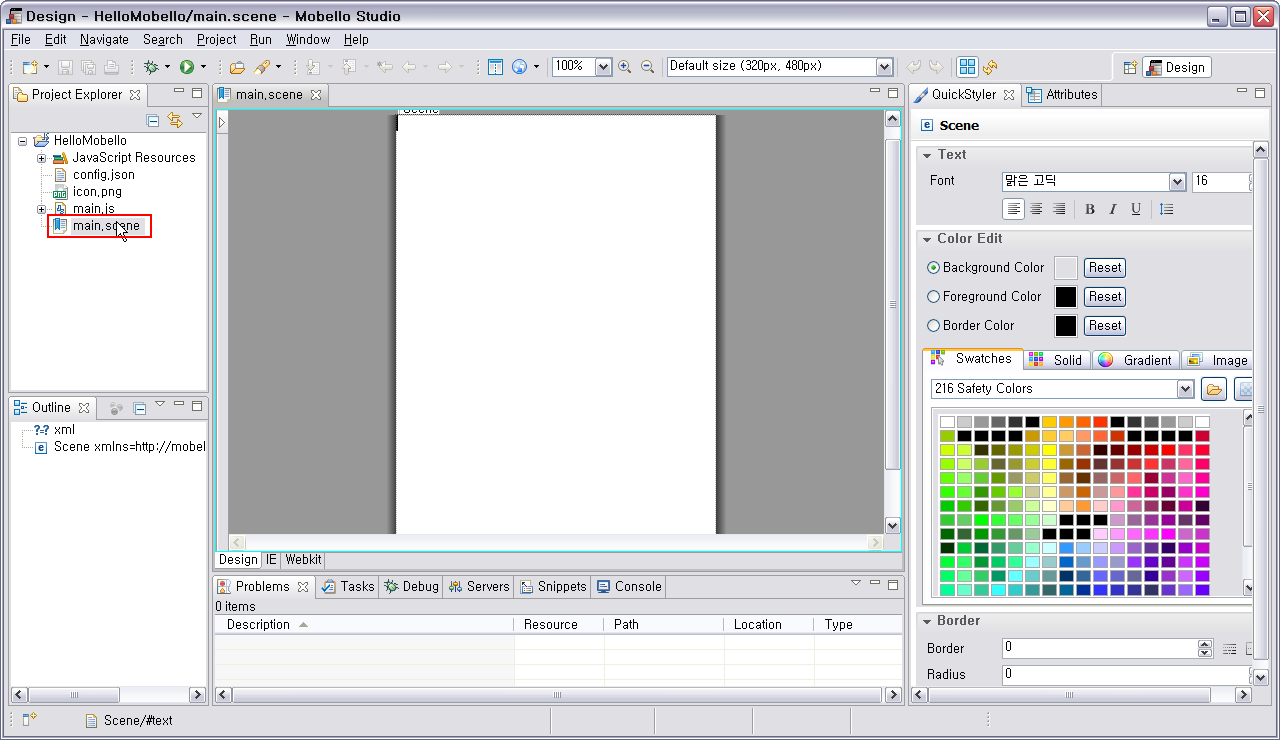 Design - HelloMobello/main.scene - Mobello Studio
File Edit Navigate Search Project Run Window Help
100% Default size (320px, 480px) Design
Project Explorer
HelloMobello
JavaScript Resources
config.json
icon.png
main.js
main.scene
Outline
xml
Scene xmlns=http://mobel
main.scene
Scene
Design IE Webkit
Problems Tasks Debug Servers Snippets Console
0 items
Decription Resource Path Location Type
QuickStyler Attributes
Scene
Text
Font 맑은 고딕 16
B I U
Color Edit
Background Color Reset
Foreground Color Reset
Border Color Reset
Swatches Solid Gradient Image
216 Safety Colors
Border
Border 0
Radius 0
Scene/#text